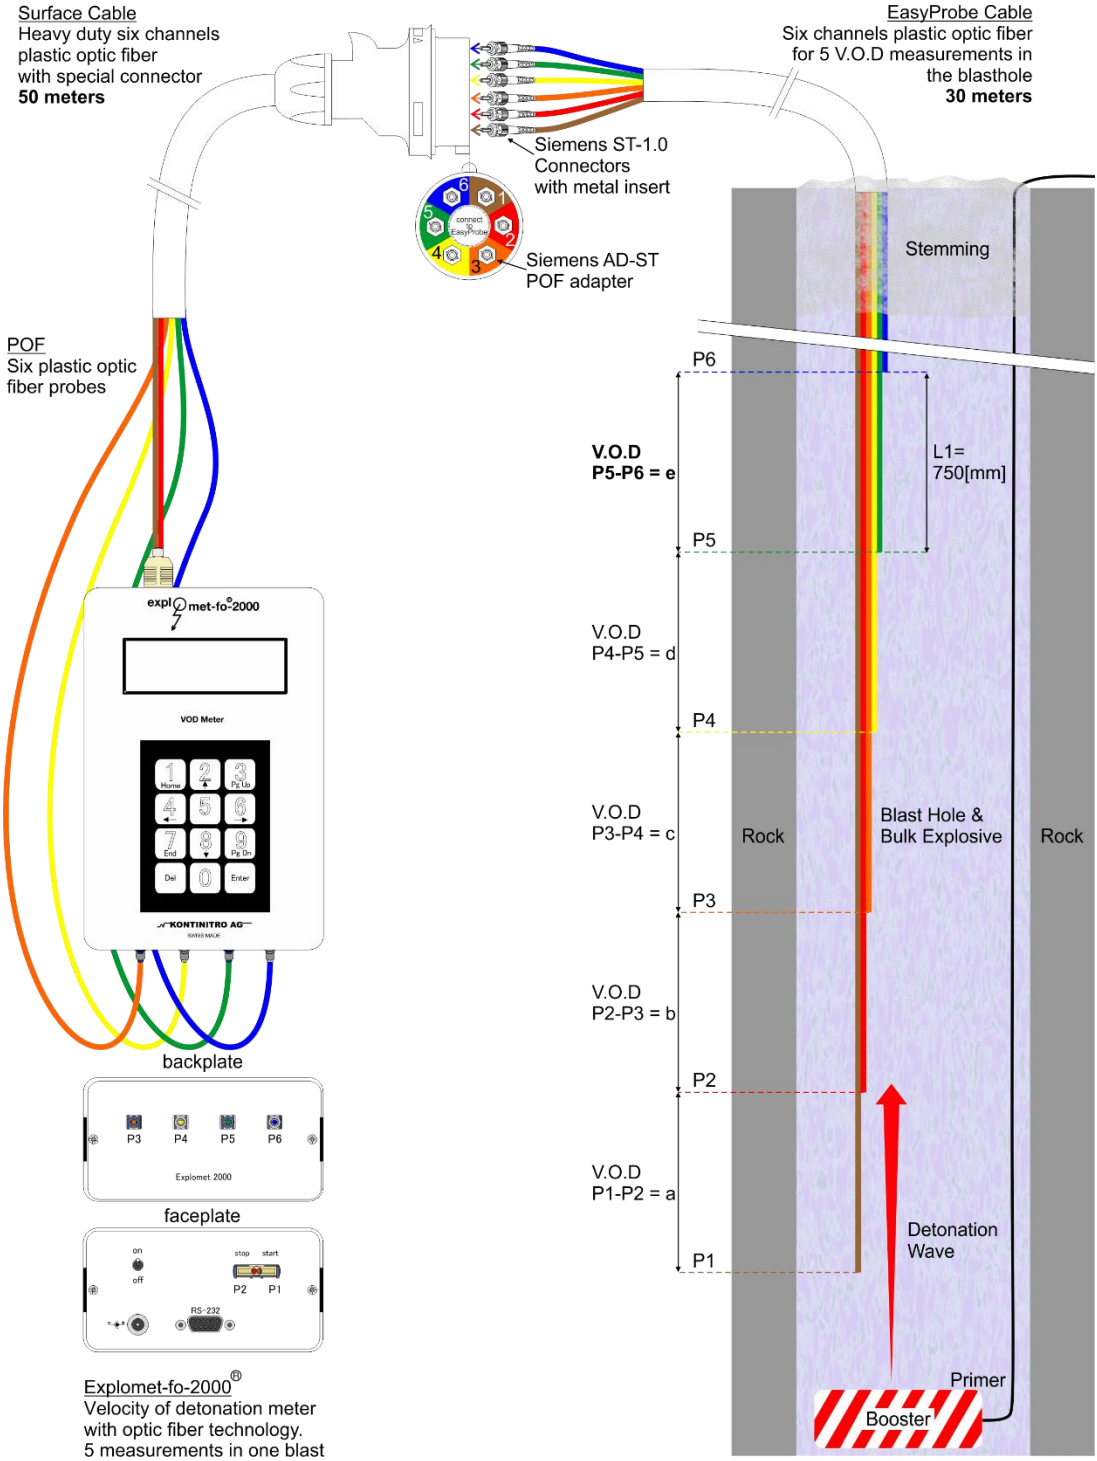 Surface Cable
Heavy duty six channels
plastic optic fiber
with special connector
50 meters
EasyProbe Cable
Six channels plastic optic fiber
for 5 V.O.D measurements in
the blasthole
30 meters
Siemens ST-1.0
Connectors
with metal insert
6
1
5
2
4
3
connect
to
EasyProbe
Siemens AD-ST
POF adapter
Stemming
POF
Six plastic optic
fiber probes
P6
V.O.D
P5-P6 = e
L1=
750[mm]
P5
V.O.D
P4-P5 = d
P4
V.O.D
P3-P4 = c
Rock
Blast Hole &
Bulk Explosive
Rock
P3
V.O.D
P2-P3 = b
P2
V.O.D
P1-P2 = a
Detonation
Wave
P1
Primer
Booster
expl met-fo®-2000
VOD Meter
1 2 3
Home Pg Up
4 5 6
7 8 9
End Pg Dn
Del 0 Enter
KONTINITRO AG
SWISS MADE
backplate
P3 P4 P5 P6
Explomet 2000
faceplate
on
off
stop start
P2 P1
RS-232
Explomet-fo-2000®
Velocity of detonation meter
with optic fiber technology.
5 measurements in one blast